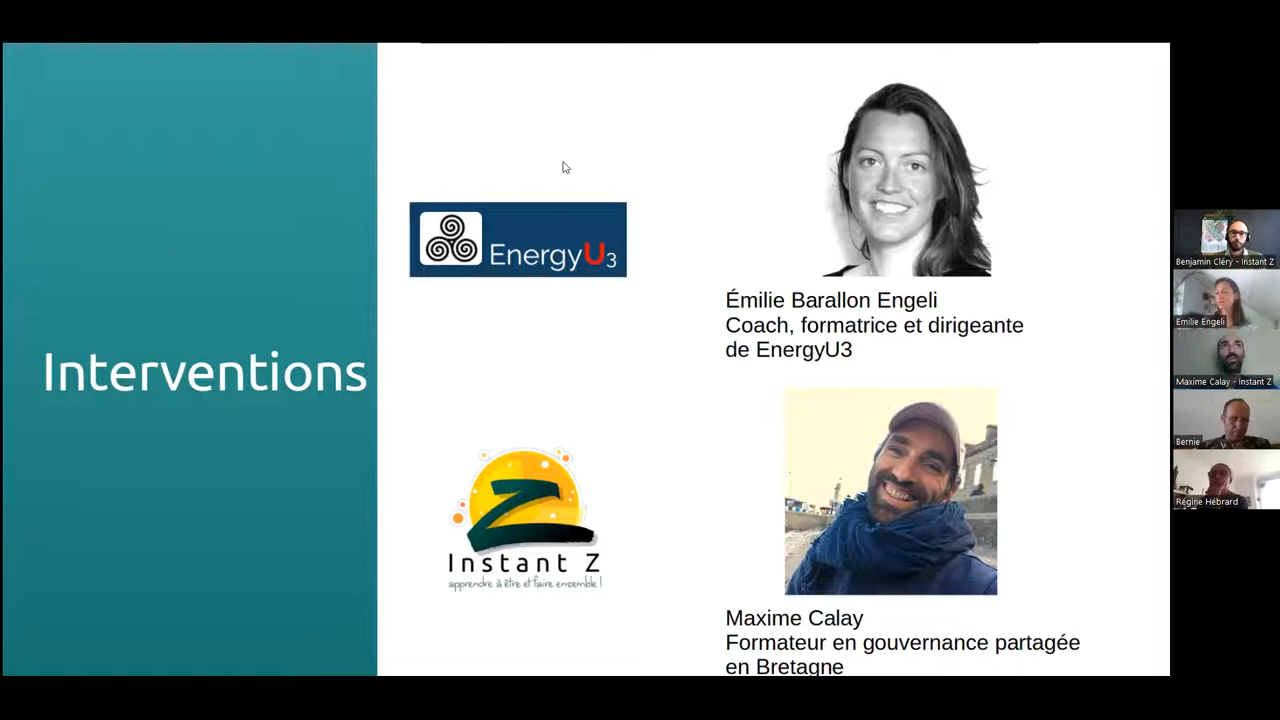 Interventions
EnergyU3
Émilie Barallon Engeli
Coach, formatrice et dirigeante
de EnergyU3
Z
Instant Z
apprendre à être et faire ensemble !
Maxime Calay
Formateur en gouvernance partagée
en Bretagne
Benjamin Cléry - Instant Z
Emilie Engeli
Maxime Calay - Instant Z
Bernie
Régine Hébrard